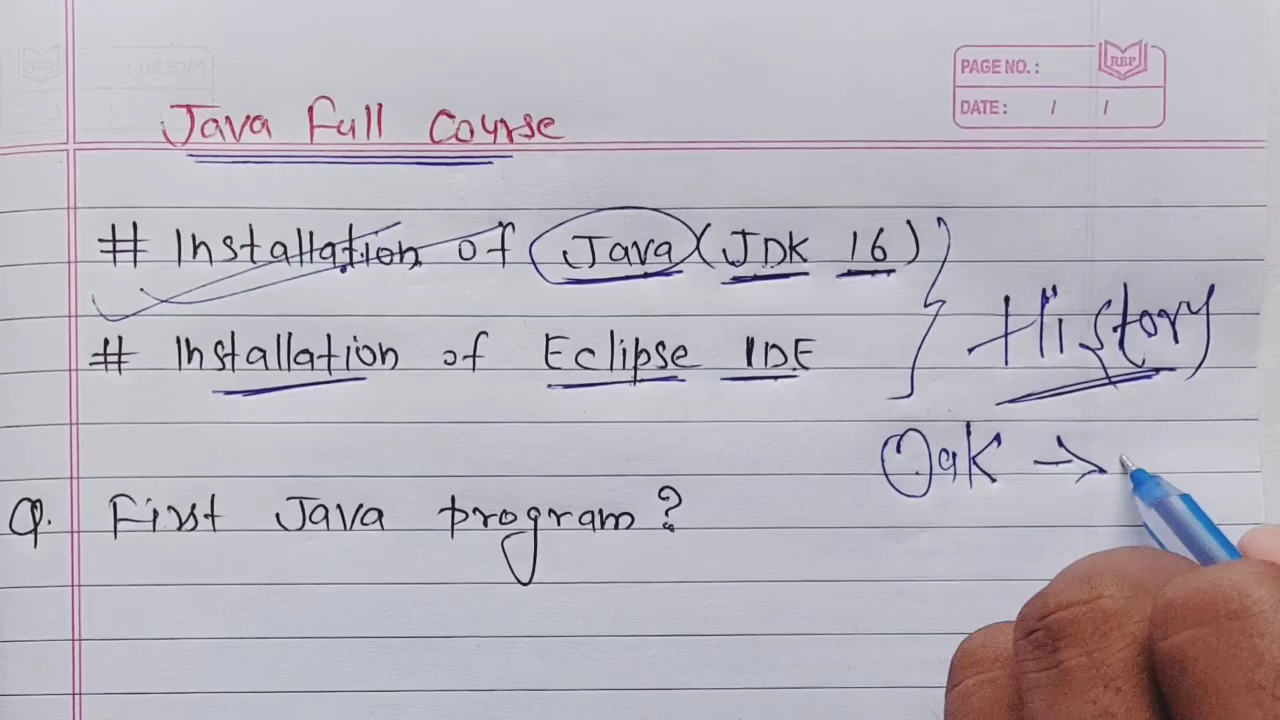 PAGE NO. :
RBP
DATE : / /
Java Full Course
# Installation of Java (JDK 16)
# Installation of Eclipse IDE
History
Oak →
Q. First Java program?